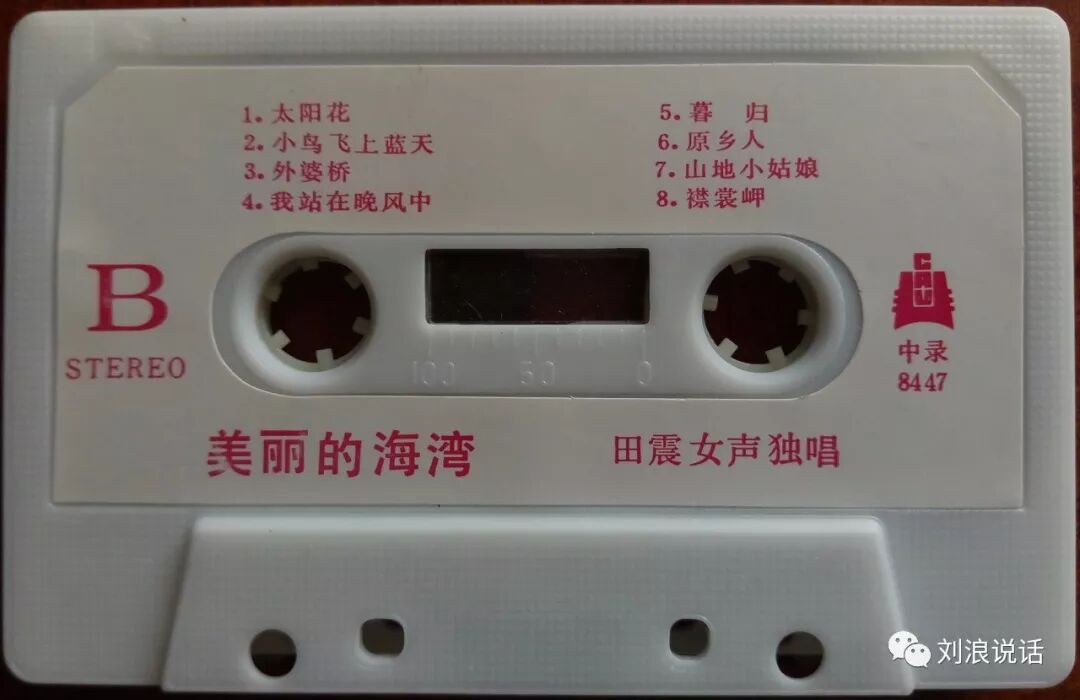 1.太阳花
2.小鸟飞上蓝天
3.外婆桥
4.我站在晚风中
5.暮 归
6.原乡人
7.山地小姑娘
8.襟裳岬
B
STEREO
100 50 0
CRV
中录
8447
美丽的海湾
田震女声独唱
刘浪说话